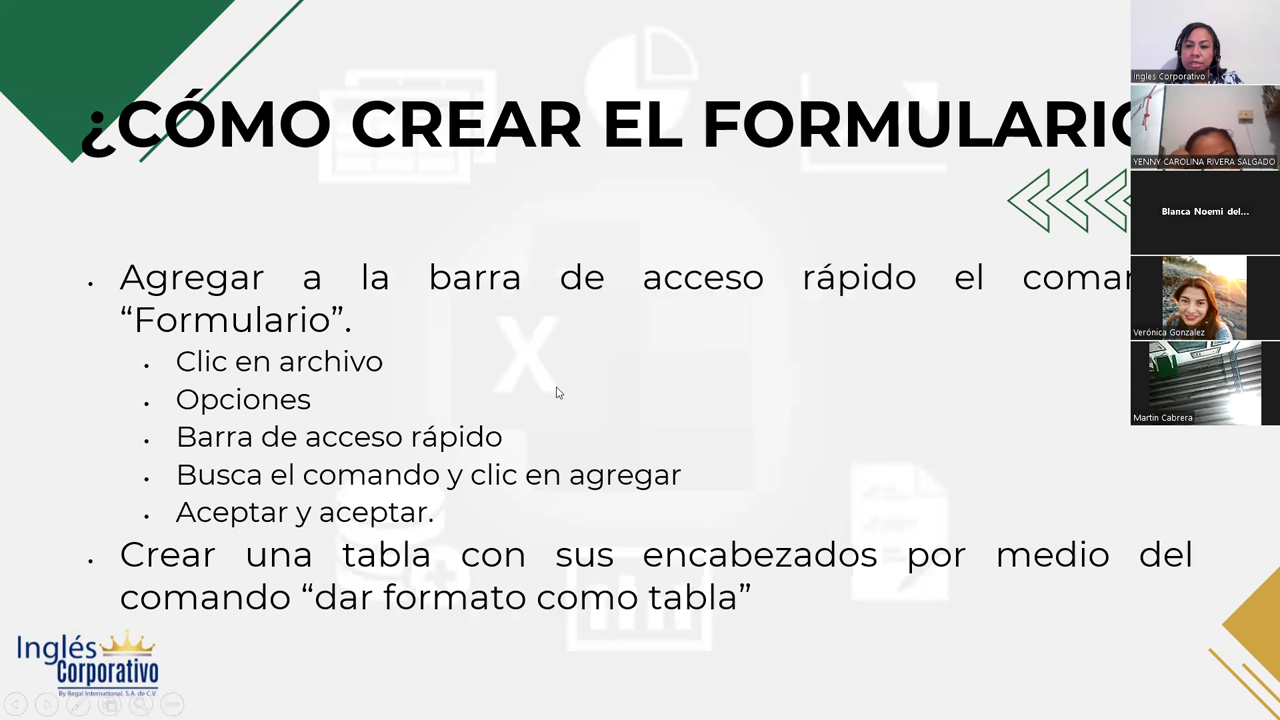 ¿CÓMO CREAR EL FORMULARIO
Agregar a la barra de acceso rápido el
“Formulario”.
Clic en archivo
Opciones
Barra de acceso rápido
Busca el comando y clic en agregar
Aceptar y aceptar.
Crear una tabla con sus encabezados por medio del
comando “dar formato como tabla”
Inglés
Corporativo
By Regal International, S.A. de C.V.
Ingles Corporativo
YENNY CAROLINA RIVERA SALGADO
Blanca Noemi del...
Verónica Gonzalez
Martin Cabrera